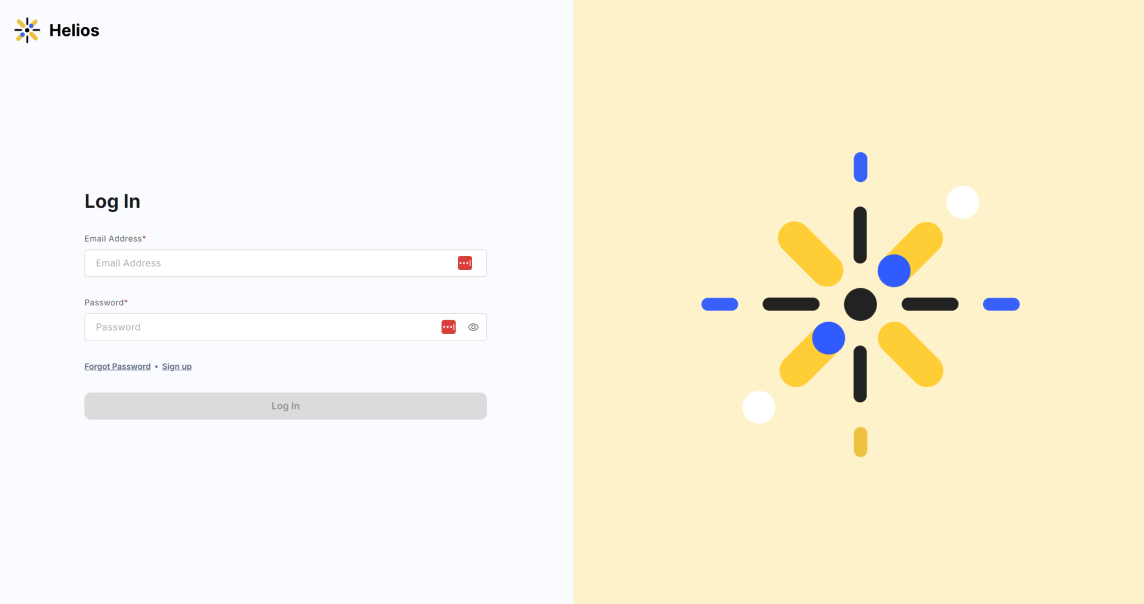 Helios
Log In
Email Address*
Email Address
Password*
Password
Forgot Password • Sign up
Log In